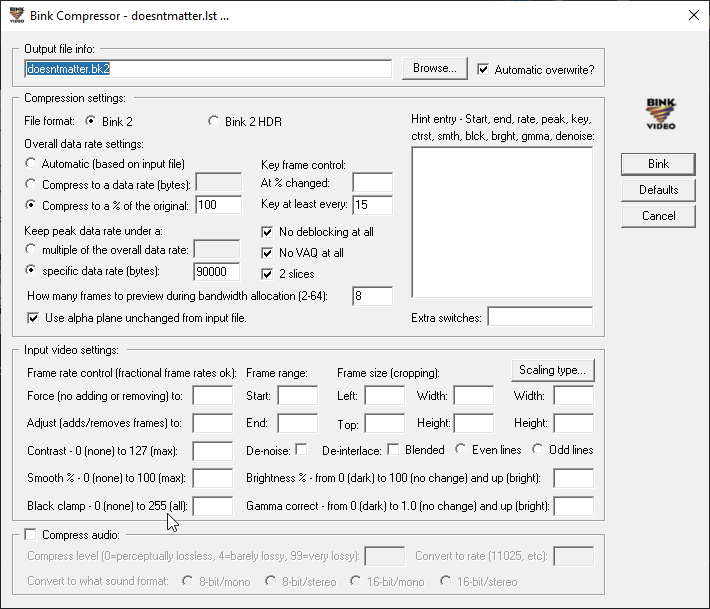 Bink Compressor - doesntmatter.lst ...
Output file info:
doesntmatter.bk2
Browse...
Automatic overwrite?
Compression settings:
File format:
Bink 2
Bink 2 HDR
Overall data rate settings:
Automatic (based on input file)
Compress to a data rate (bytes):
Compress to a % of the original:
100
Key frame control:
At % changed:
Key at least every:
15
Keep peak data rate under a:
multiple of the overall data rate:
specific data rate (bytes):
90000
No deblocking at all
No VAQ at all
2 slices
How many frames to preview during bandwidth allocation (2-64):
8
Use alpha plane unchanged from input file.
Hint entry - Start, end, rate, peak, key,
ctrst, smth, blck, brght, gmma, denoise:
Extra switches:
BINK
VIDEO
Bink
Defaults
Cancel
Input video settings:
Frame rate control (fractional frame rates ok):
Force (no adding or removing) to:
Adjust (adds/removes frames) to:
Contrast - 0 (none) to 127 (max):
Smooth % - 0 (none) to 100 (max):
Black clamp - 0 (none) to 255 (all):
Frame range:
Start:
End:
Frame size (cropping):
Left:
Width:
Top:
Height:
Scaling type...
Width:
Height:
De-noise:
De-interlace:
Blended
Even lines
Odd lines
Brightness % - from 0 (dark) to 100 (no change) and up (bright):
Gamma correct - from 0 (dark) to 1.0 (no change) and up (bright):
Compress audio:
Compress level (0=perceptually lossless, 4=barely lossy, 99=very lossy):
Convert to rate (11025, etc):
Convert to what sound format:
8-bit/mono
8-bit/stereo
16-bit/mono
16-bit/stereo